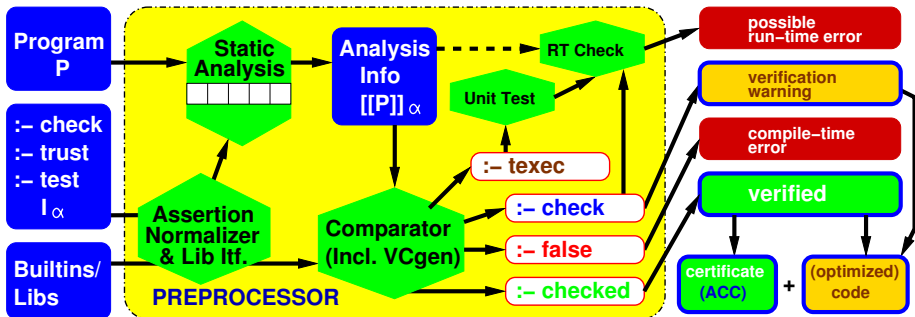 Program
P
:– check
:– trust
:– test
I α
Builtins/
Libs
Static
Analysis
Assertion
Normalizer
& Lib Itf.
PREPROCESSOR
Analysis
Info
[[P]] α
Comparator
(Incl. VCgen)
RT Check
Unit Test
:– texec
:– check
:– false
:– checked
possible
run–time error
verification
warning
compile–time
error
verified
certificate
(ACC)
+
(optimized)
code